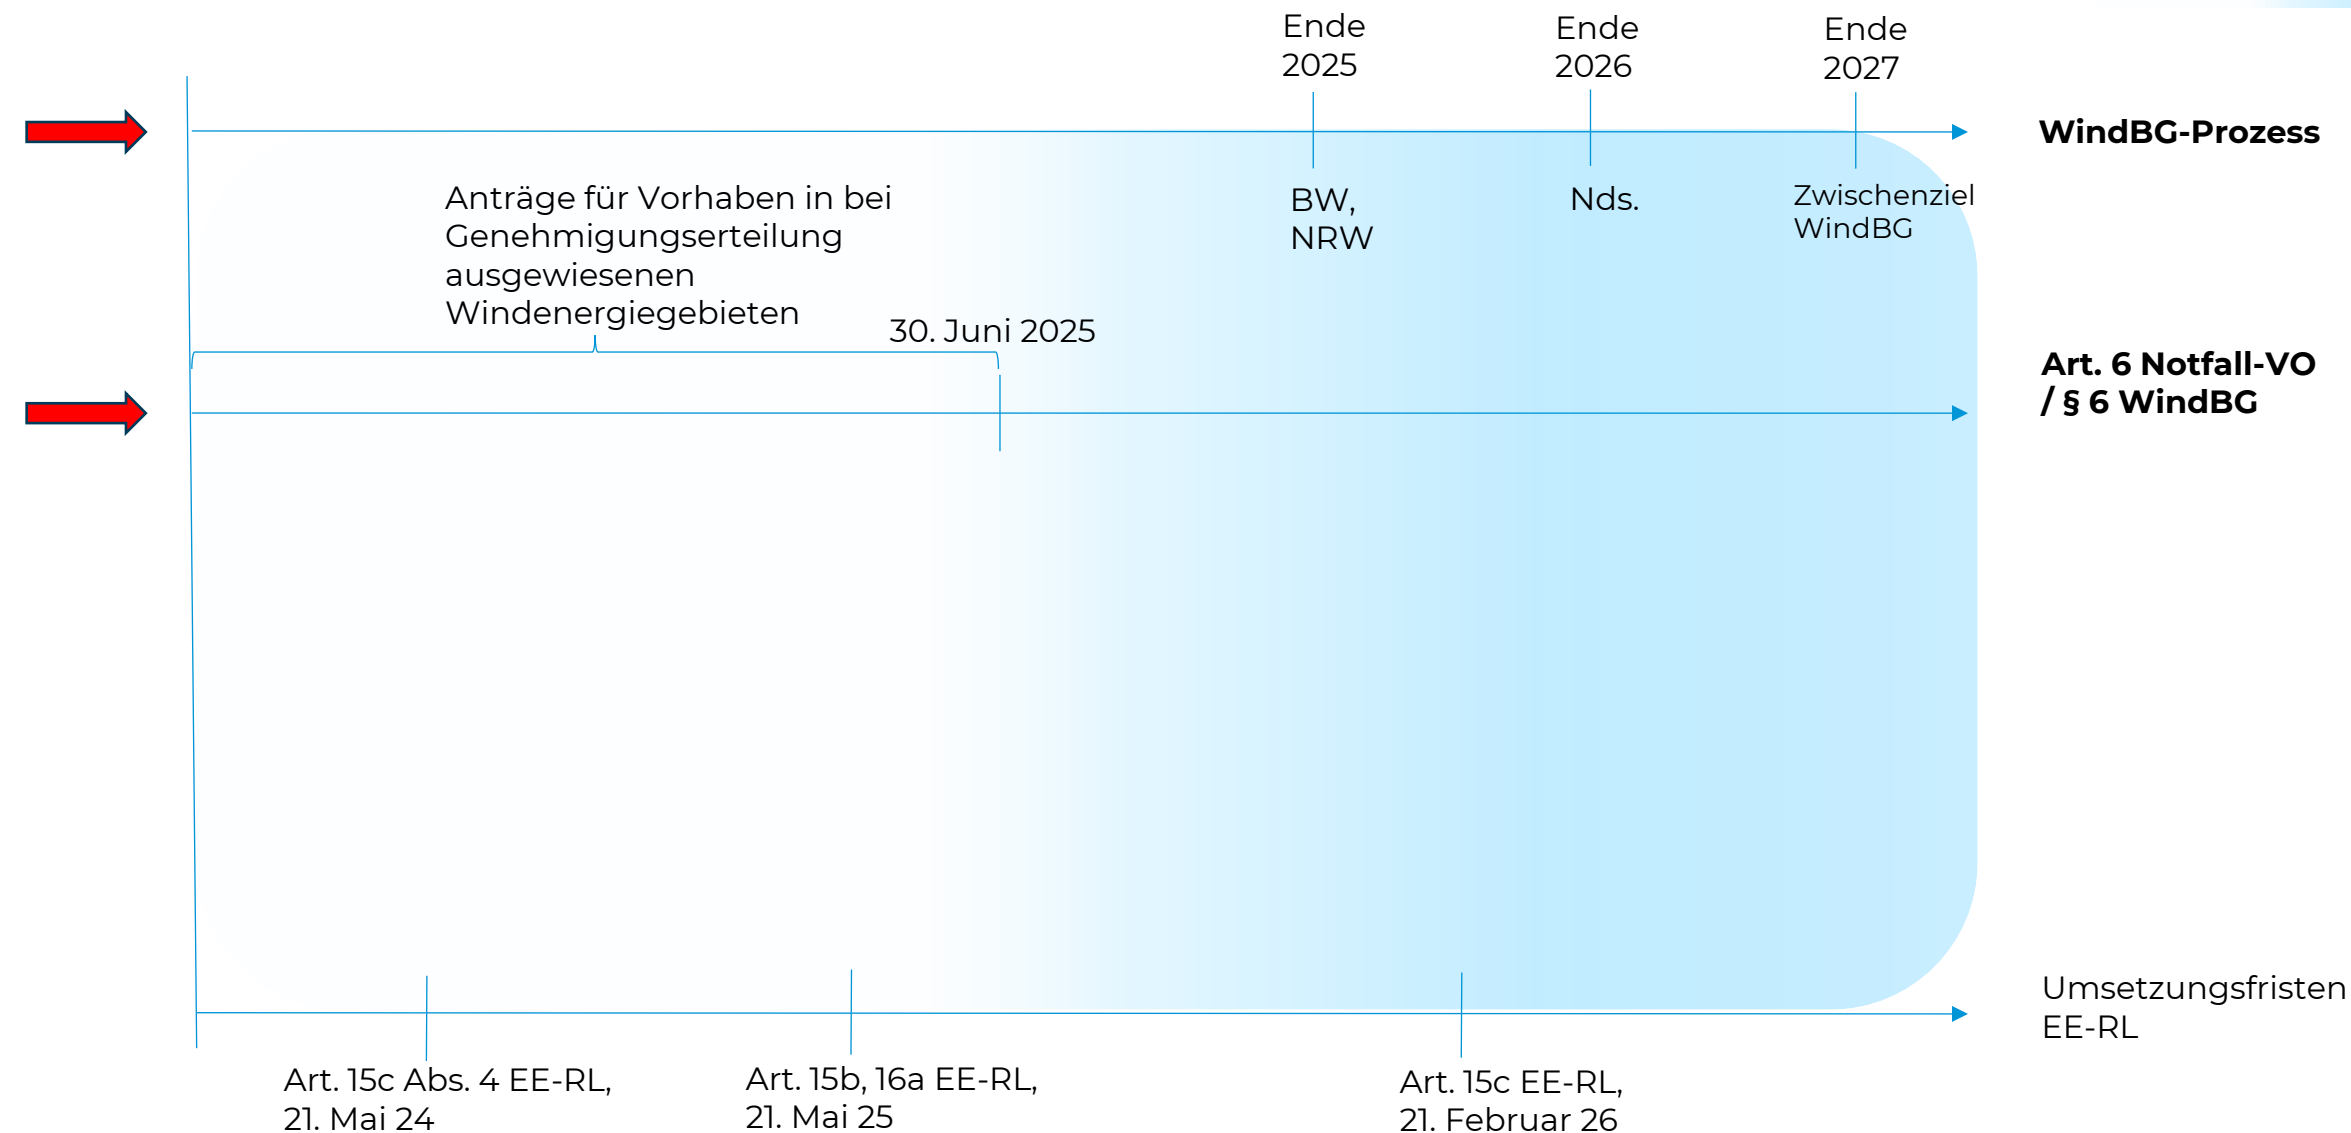 Ende
2025
Ende
2026
Ende
2027
WindBG-Prozess
BW,
NRW
Nds.
Zwischenziel
WindBG
Anträge für Vorhaben in bei
Genehmigungserteilung
ausgewiesenen
Windenergiegebieten
30. Juni 2025
Art. 6 Notfall-VO
/ § 6 WindBG
Umsetzungsfristen
EE-RL
Art. 15c Abs. 4 EE-RL,
21. Mai 24
Art. 15b, 16a EE-RL,
21. Mai 25
Art. 15c EE-RL,
21. Februar 26